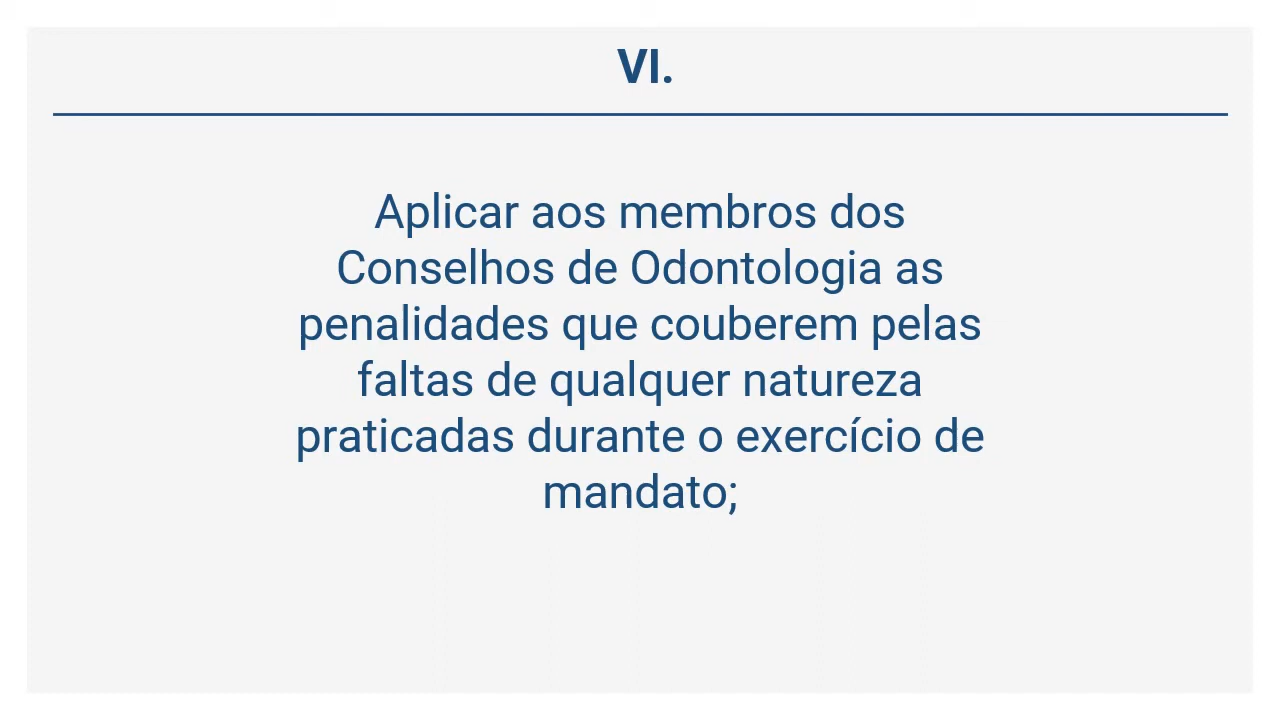 VI.
Aplicar aos membros dos
Conselhos de Odontologia as
penalidades que couberem pelas
faltas de qualquer natureza
praticadas durante o exercício de
mandato;